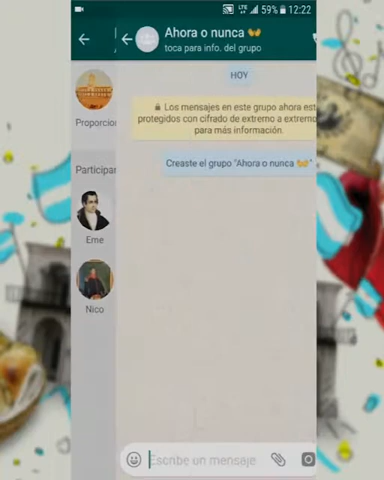 LTE 59% 12:22
Ahora o nunca 👐
toca para info. del grupo
HOY
Proporcion
Los mensajes en este grupo ahora est
protegidos con cifrado de extremo a extremo
para más información.
Creaste el grupo "Ahora o nunca 👐"
Participan
Eme
Nico
Escribe un mensaje